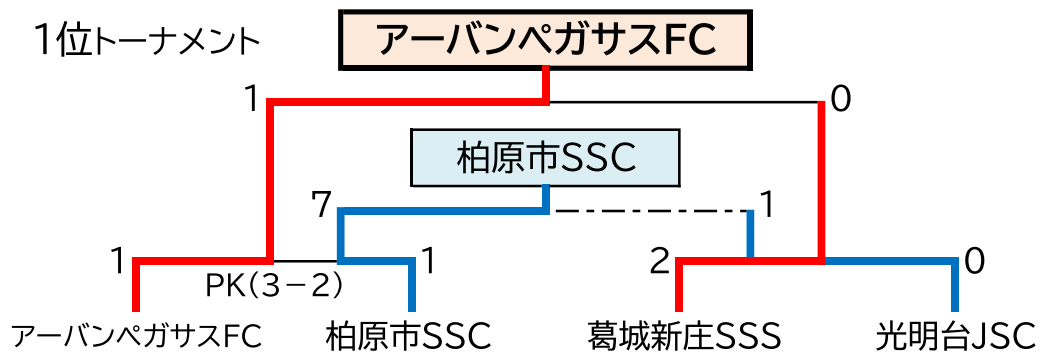 1位トーナメント
アーバンペガサスFC
1
0
柏原市SSC
7
1
1
PK(3-2)
1
2
0
アーバンペガサスFC
柏原市SSC
葛城新庄SSS
光明台JSC